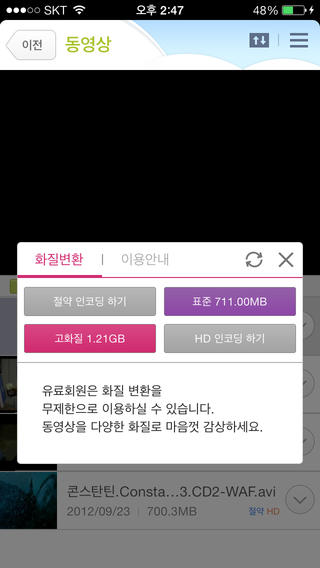 SKT 오후 2:47 48%
이전 동영상
화질변환 | 이용안내
절약 인코딩 하기 표준 711.00MB
고화질 1.21GB HD 인코딩 하기
유료회원은 화질 변환을
무제한으로 이용하실 수 있습니다.
동영상을 다양한 화질로 마음껏 감상하세요.
콘스탄틴.Consta...3.CD2-WAF.avi
2012/09/23 | 700.3MB 절약 HD